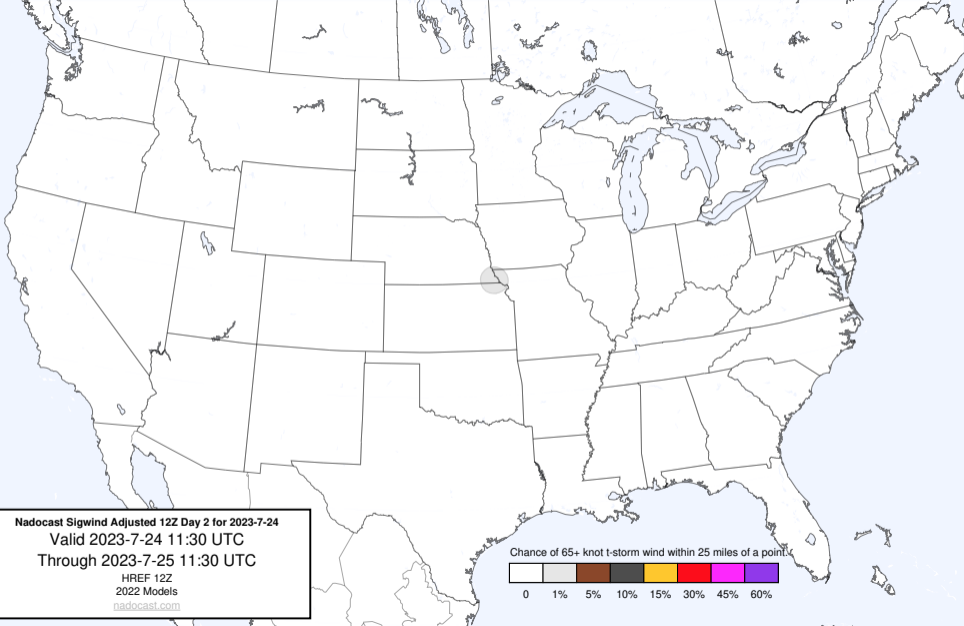 Nadocast Sigwind Adjusted 12Z Day 2 for 2023-7-24
Valid 2023-7-24 11:30 UTC
Through 2023-7-25 11:30 UTC
HREF 12Z
2022 Models
nadocast.com
Chance of 65+ knot t-storm wind within 25 miles of a point.
0 1% 5% 10% 15% 30% 45% 60%